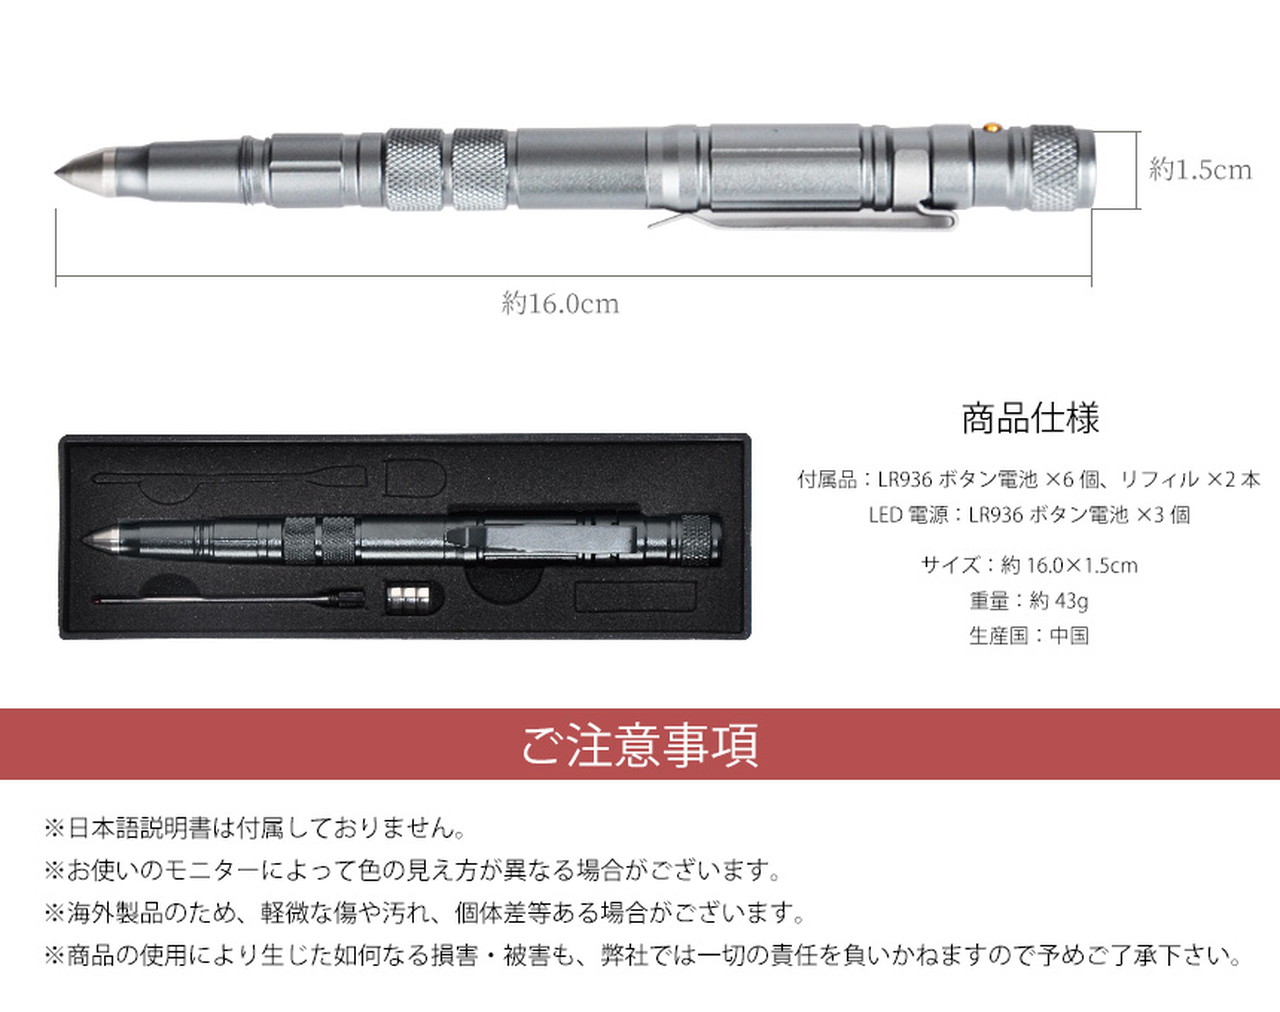 約1.5cm
約16.0cm
商品仕様
付属品：LR936 ボタン電池 ×6 個、リフィル ×2 本
LED 電源：LR936 ボタン電池 ×3 個
サイズ：約 16.0×1.5cm
重量：約 43g
生産国：中国
ご注意事項
※日本語説明書は付属しておりません。
※お使いのモニターによって色の見え方が異なる場合がございます。
※海外製品のため、軽微な傷や汚れ、個体差等ある場合がございます。
※商品の使用により生じた如何なる損害・被害も、弊社では一切の責任を負いかねますので予めご了承下さい。